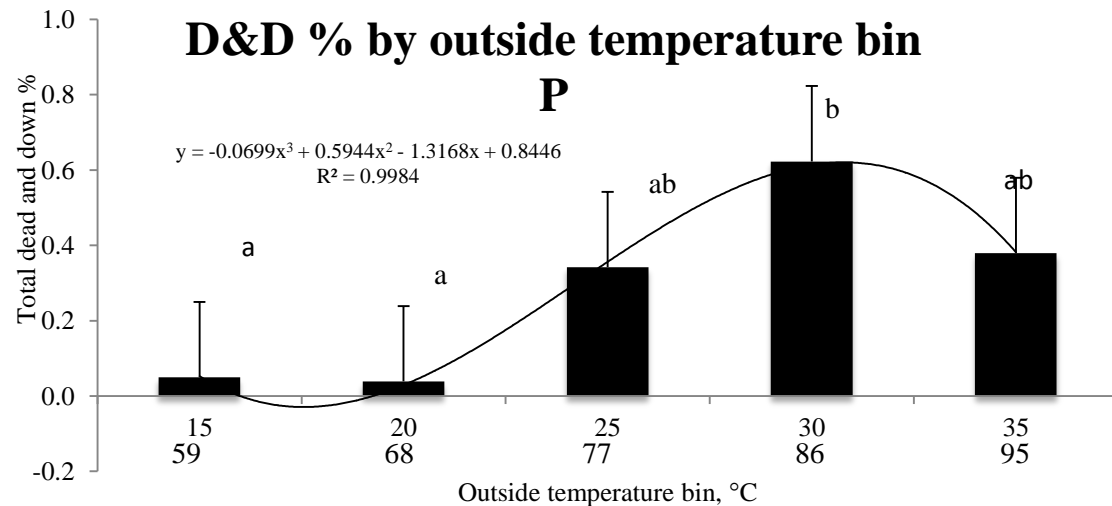 D&D % by outside temperature bin
P
y = -0.0699x³ + 0.5944x² - 1.3168x + 0.8446
R² = 0.9984
Total dead and down %
1.0
0.8
0.6
0.4
0.2
0.0
-0.2
a
a
ab
b
ab
15 20 25 30 35
59 68 77 86 95
Outside temperature bin, °C